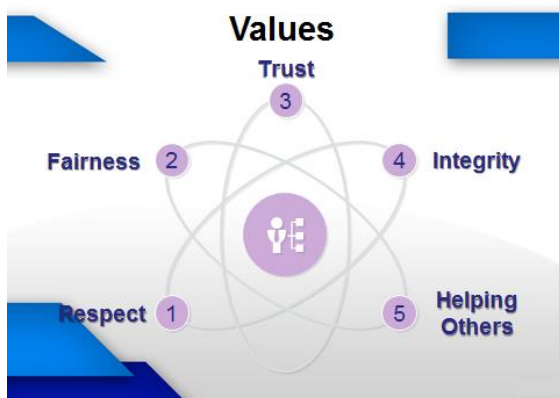 Values
Trust
3
Fairness 2
4 Integrity
Respect 1
5 Helping
Others